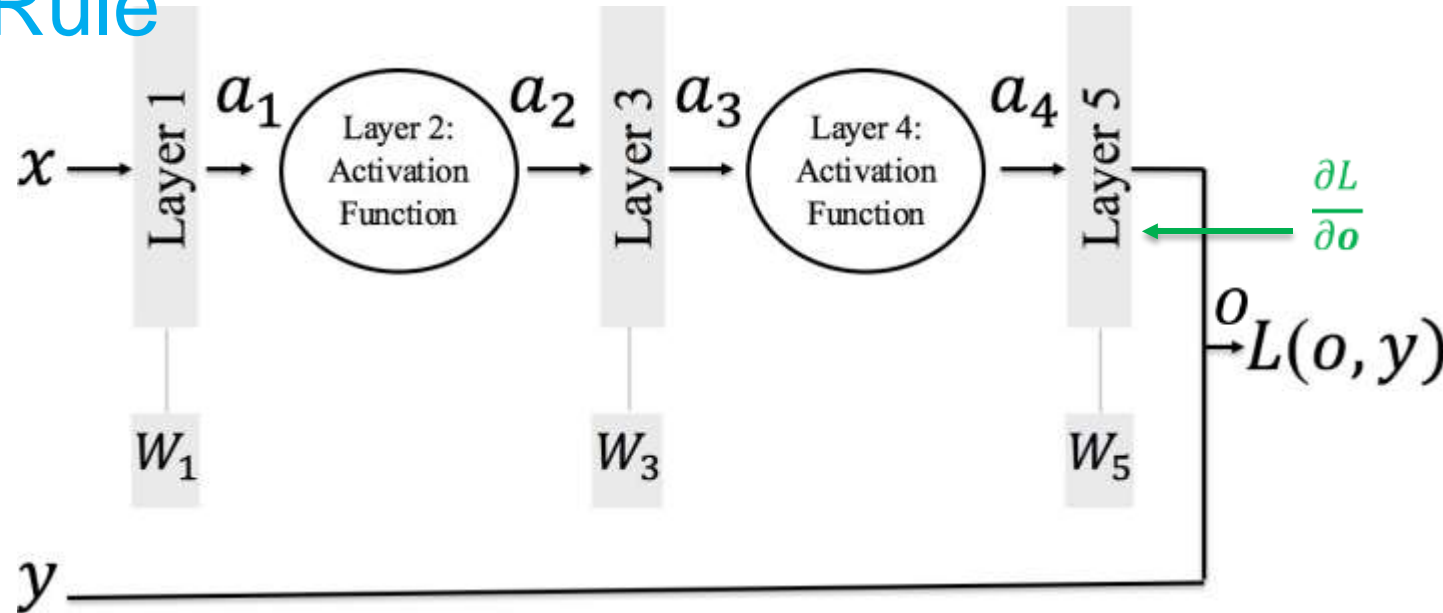 Rule
x
Layer 1
a₁
Layer 2:
Activation
Function
a₂
Layer 3
a₃
Layer 4:
Activation
Function
a₄
Layer 5
∂L
∂o
o
L(o, y)
W₁
W₃
W₅
y